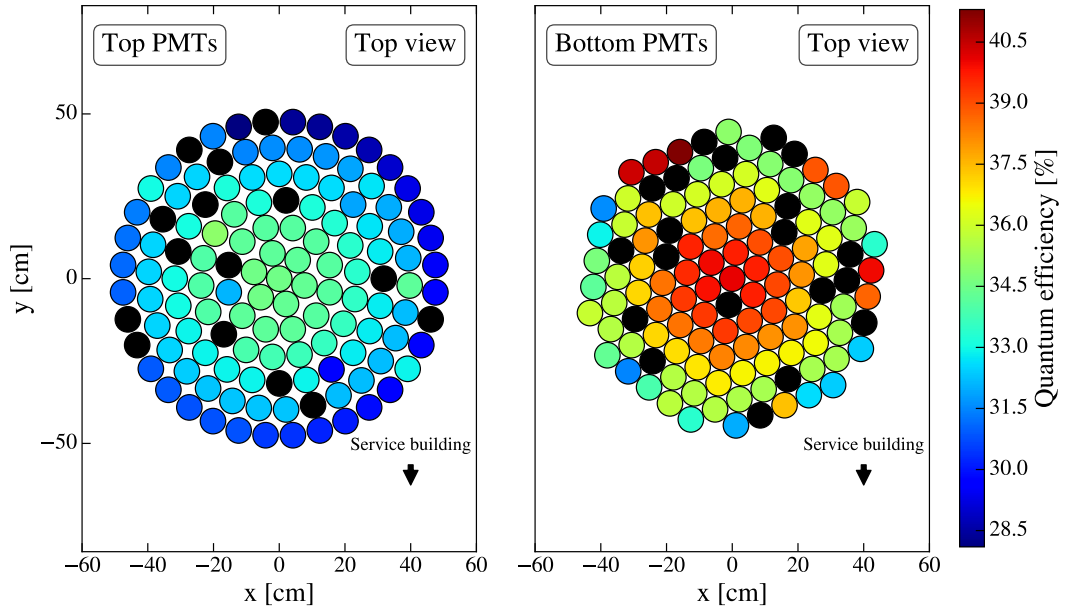 Top PMTs Top view
Bottom PMTs Top view
50
0
−50
y [cm]
Service building
Service building
−60 −40 −20 0 20 40 60
−60 −40 −20 0 20 40 60
x [cm]
x [cm]
40.5
39.0
37.5
36.0
34.5
33.0
31.5
30.0
28.5
Quantum efficiency [%]